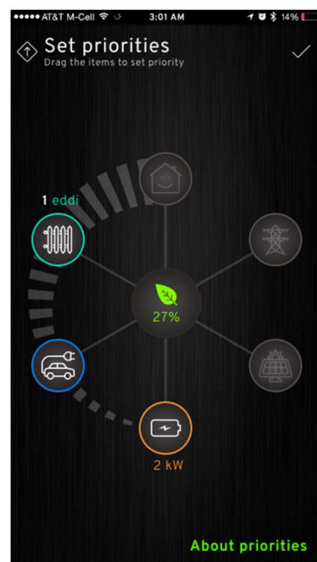 AT&T M-Cell 3:01 AM 14%
Set priorities
Drag the items to set priority
1 eddi
27%
2 kW
About priorities